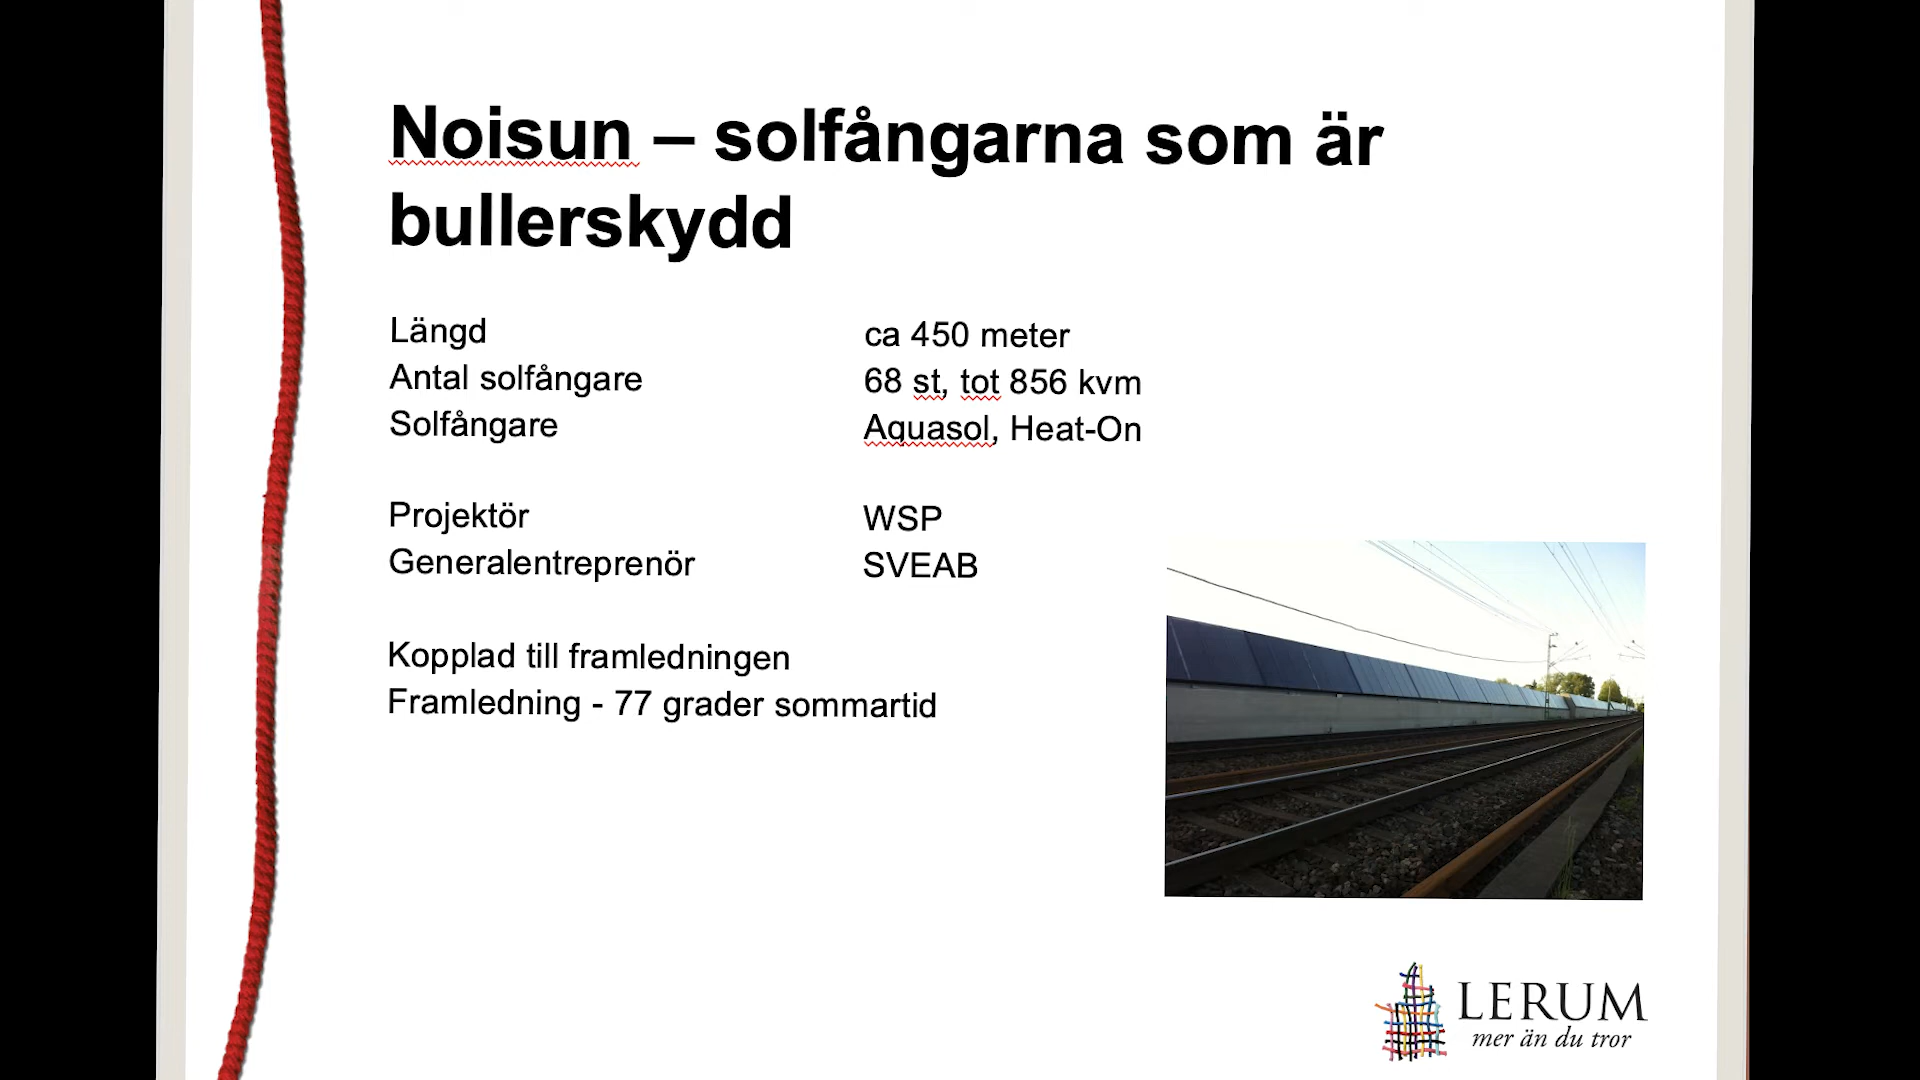 Noisun – solfångarna som är
bullerskydd
Längd ca 450 meter
Antal solfångare 68 st, tot 856 kvm
Solfångare Aquasol, Heat-On
Projektör WSP
Generalentreprenör SVEAB
Kopplad till framledningen
Framledning - 77 grader sommartid
LERUM
mer än du tror